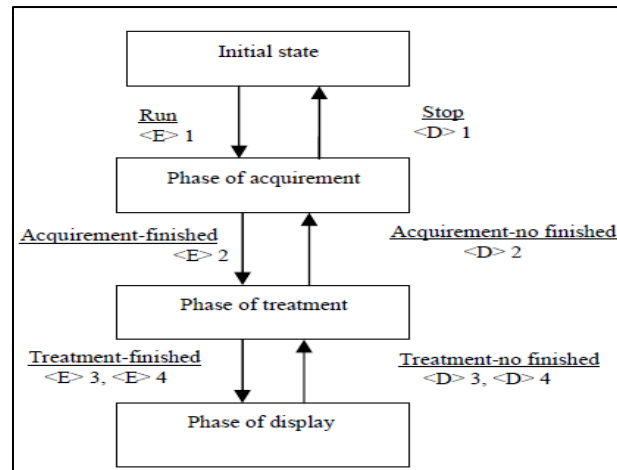 Initial state
Run
<E> 1
Stop
<D> 1
Phase of acquirement
Acquirement-finished
<E> 2
Acquirement-no finished
<D> 2
Phase of treatment
Treatment-finished
<E> 3, <E> 4
Treatment-no finished
<D> 3, <D> 4
Phase of display